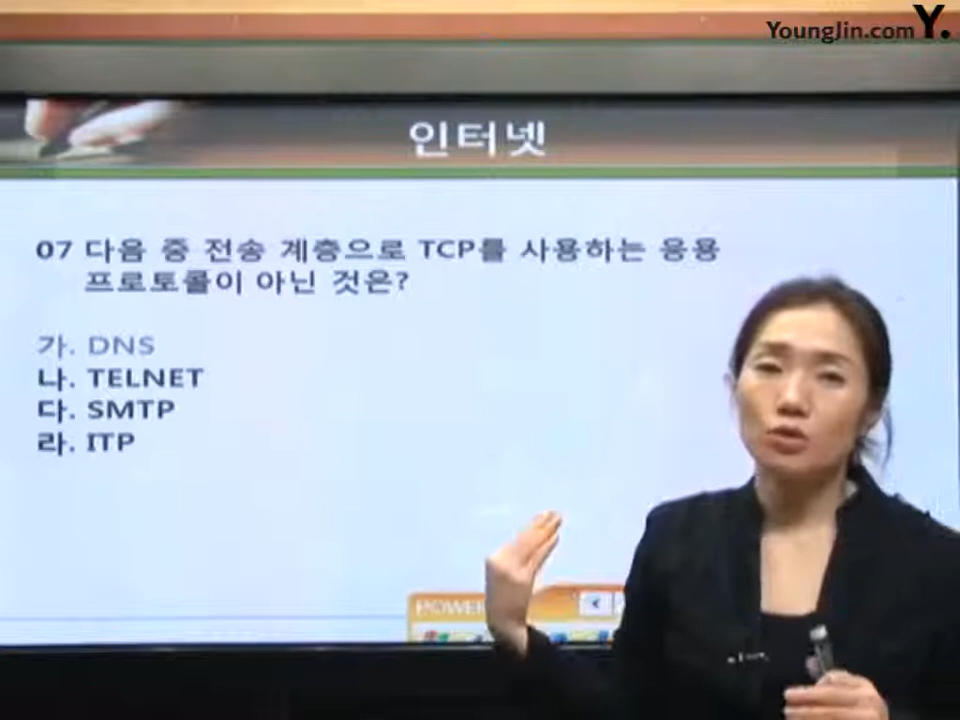 YoungJin.com Y.
인터넷
07 다음 중 전송 계층으로 TCP를 사용하는 응용
프로토콜이 아닌 것은?
가. DNS
나. TELNET
다. SMTP
라. ITP
POWER